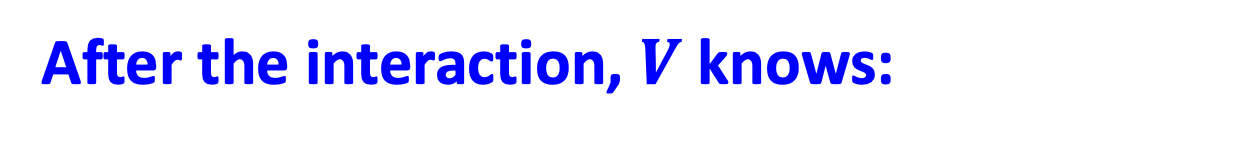 After the interaction, V knows: